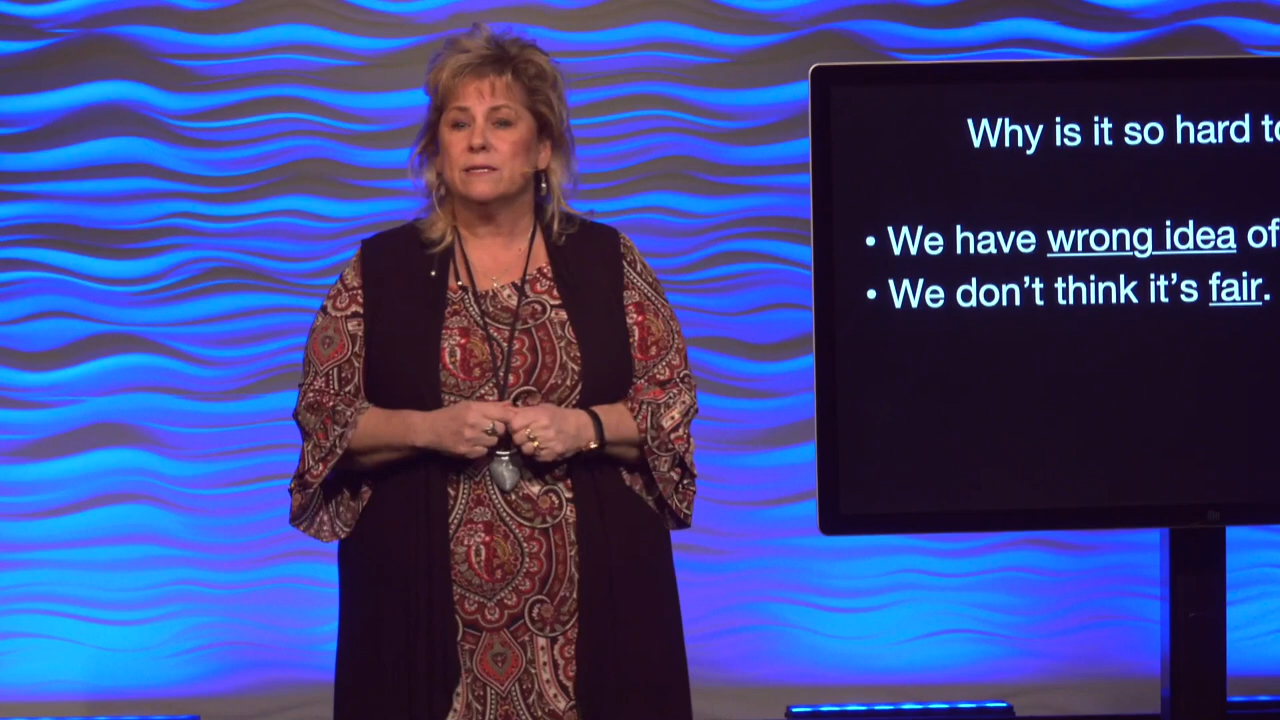 Why is it so hard to
• We have wrong idea of
• We don't think it's fair.